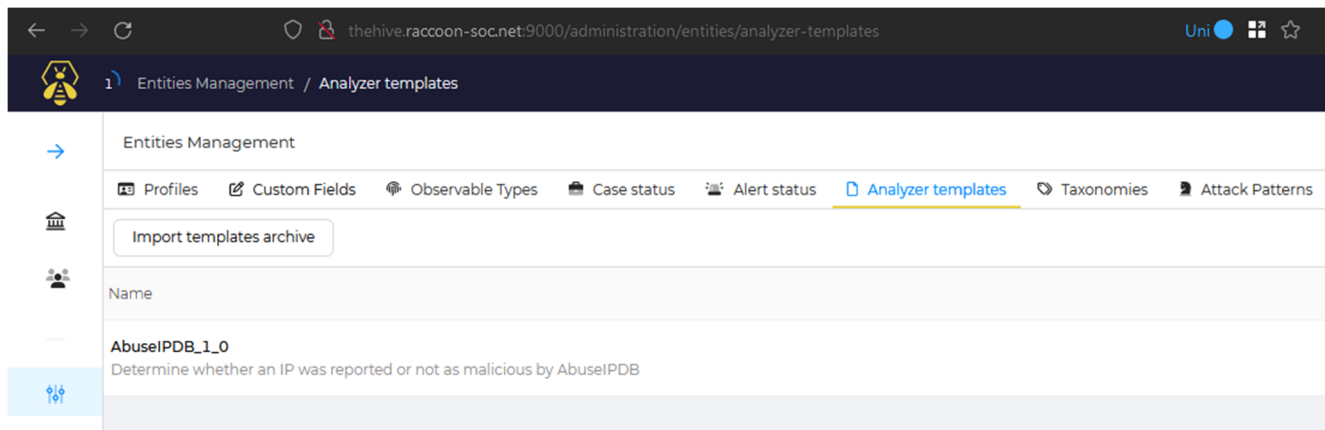 thehive.raccoon-soc.net:9000/administration/entities/analyzer-templates Uni
1 Entities Management / Analyzer templates
Entities Management
Profiles Custom Fields Observable Types Case status Alert status Analyzer templates Taxonomies Attack Patterns
Import templates archive
Name
AbuseIPDB_1_0
Determine whether an IP was reported or not as malicious by AbuseIPDB